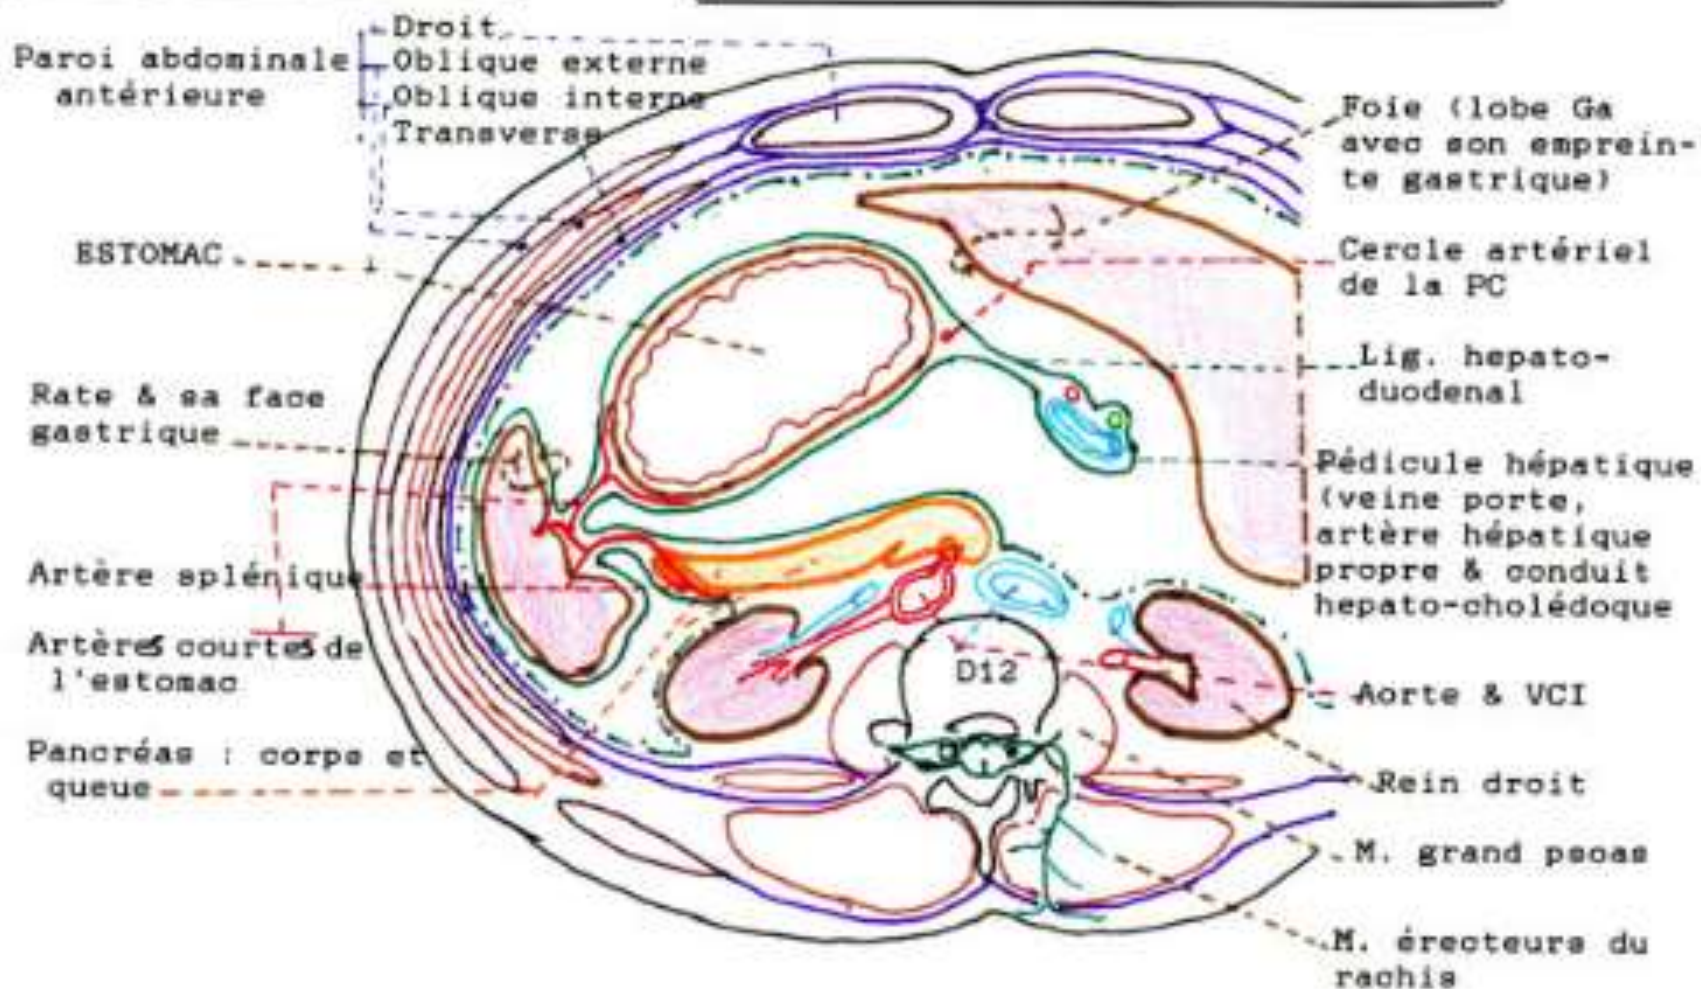 Paroi abdominale
antérieure
Droit
Oblique externe
Oblique interne
Transverse
ESTOMAC
Rate & sa face
gastrique
Artère splénique
Artères courtes de
l'estomac
Pancréas : corps et
queue
D12
Foie (lobe Ga
avec son emprein-
te gastrique)
Cercle artériel
de la PC
Lig. hepato-
duodenal
Pédicule hépatique
(veine porte,
artère hépatique
propre & conduit
hepato-cholédoque
Aorte & VCI
Rein droit
M. grand psoas
M. érecteurs du
rachis